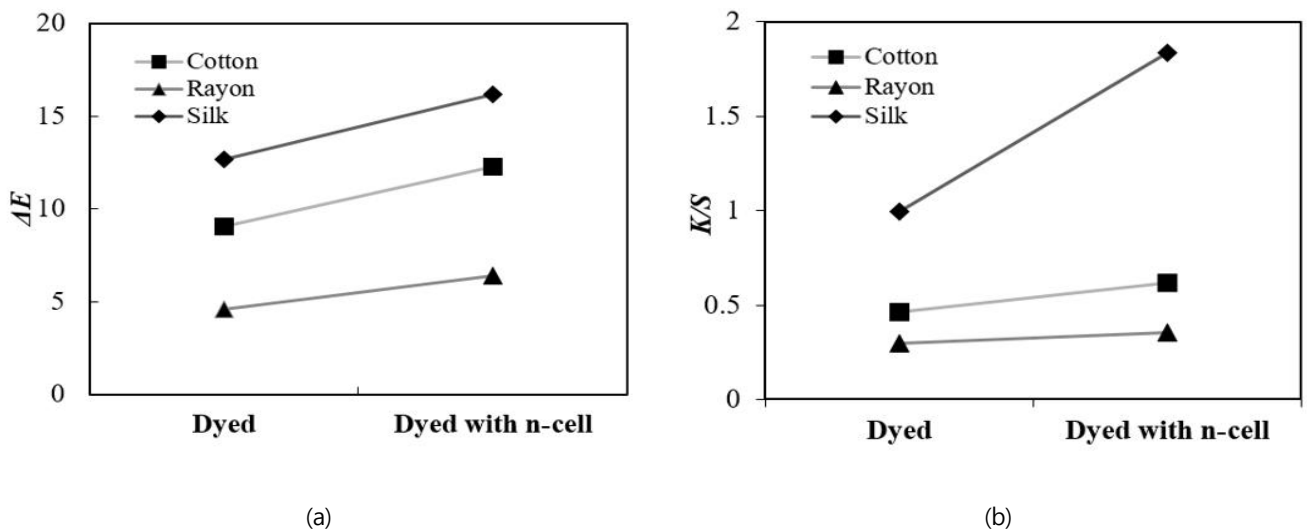 20
15
10
5
0
ΔE
Cotton
Rayon
Silk
Dyed
Dyed with n-cell
(a)
2
1.5
1
0.5
0
K/S
Cotton
Rayon
Silk
Dyed
Dyed with n-cell
(b)